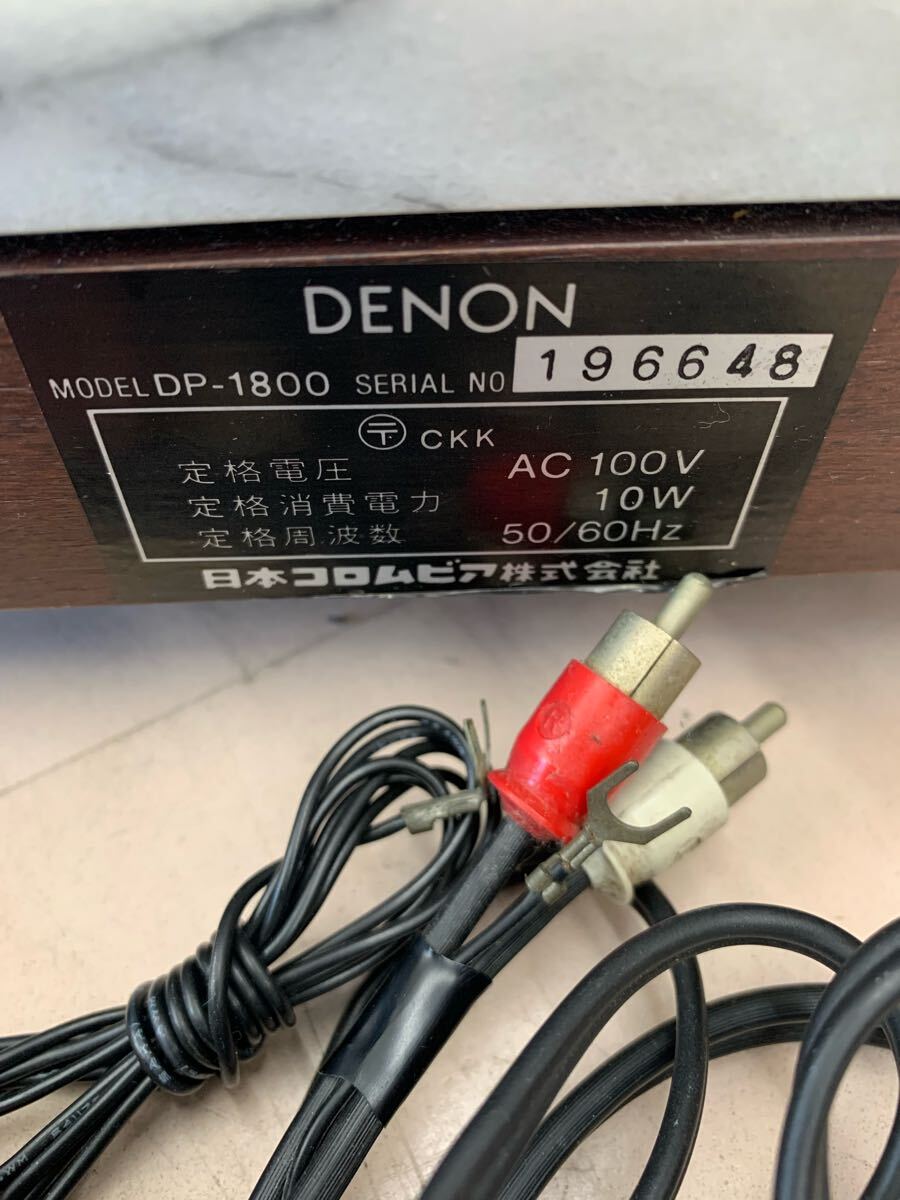 DENON
MODEL DP-1800 SERIAL NO 196648
〶 CKK
定格電圧 AC 100V
定格消費電力 10W
定格周波数 50/60Hz
日本コロムビア株式会社
®